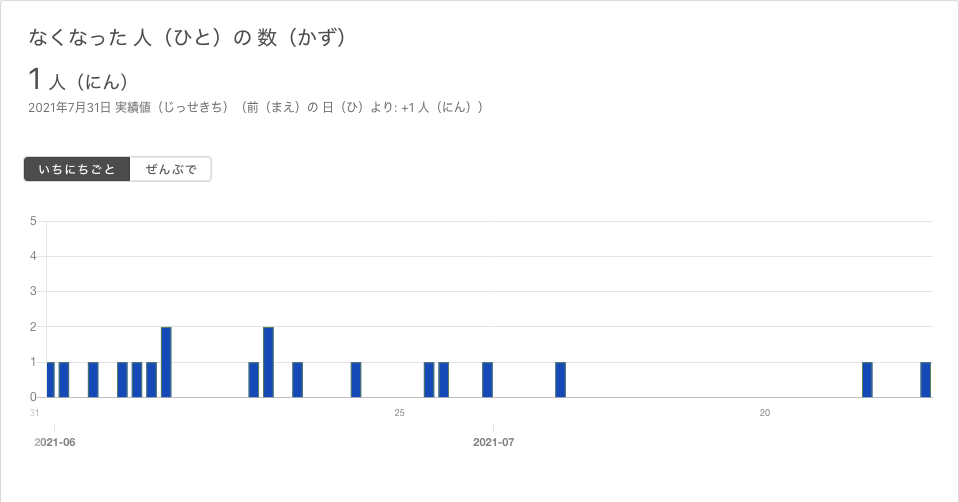 なくなった 人（ひと）の 数（かず）
1 人（にん）
2021年7月31日 実績値（じっせきち）（前（まえ）の 日（ひ）より: +1 人（にん））
いちにちごと ぜんぶで
5
4
3
2
1
0
31 25 20
2021-06 2021-07